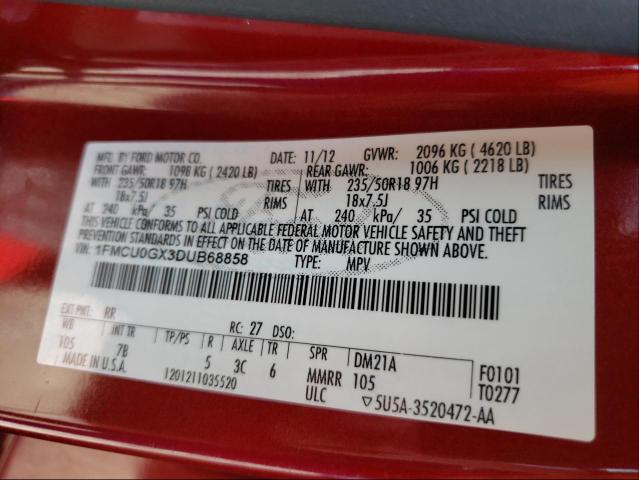 MFD. BY FORD MOTOR CO.
DATE: 11/12 GVWR: 2096 KG ( 4620 LB)
FRONT GAWR: 1098 KG ( 2420 LB) REAR GAWR: 1006 KG ( 2218 LB)
WITH 235/50R18 97H TIRES WITH 235/50R18 97H TIRES
18x7.5J RIMS 18x7.5J RIMS
AT 240 kPa/ 35 PSI COLD AT 240 kPa/ 35 PSI COLD
THIS VEHICLE CONFORMS TO ALL APPLICABLE FEDERAL MOTOR VEHICLE SAFETY AND THEFT
PREVENTION STANDARDS IN EFFECT ON THE DATE OF MANUFACTURE SHOWN ABOVE.
VIN: 1FMCU0GX3DUB68858 TYPE: MPV
EXT PNT: RR RC: 27 DSO:
WB INT TR TP/PS R AXLE TR SPR DM21A F0101
105 7B 5 3C 6 MMRR 105 T0277
MADE IN U.S.A. 1201211035520 ULC ▽5U5A-3520472-AA